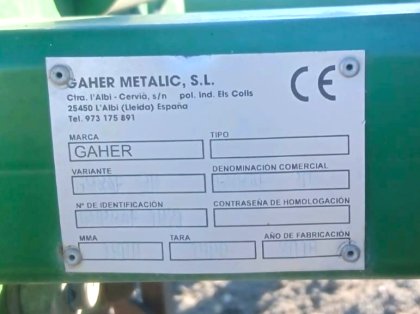 GAHER METALIC, S.L.
Ctra. l'Albi - Cervià, s/n pol. Ind. Els Colls
25450 L'Albi (Lleida) España
Tel. 973 175 891
CE
MARCA TIPO
GAHER
VARIANTE DENOMINACIÓN COMERCIAL
Nº DE IDENTIFICACIÓN CONTRASEÑA DE HOMOLOGACIÓN
MMA TARA AÑO DE FABRICACIÓN